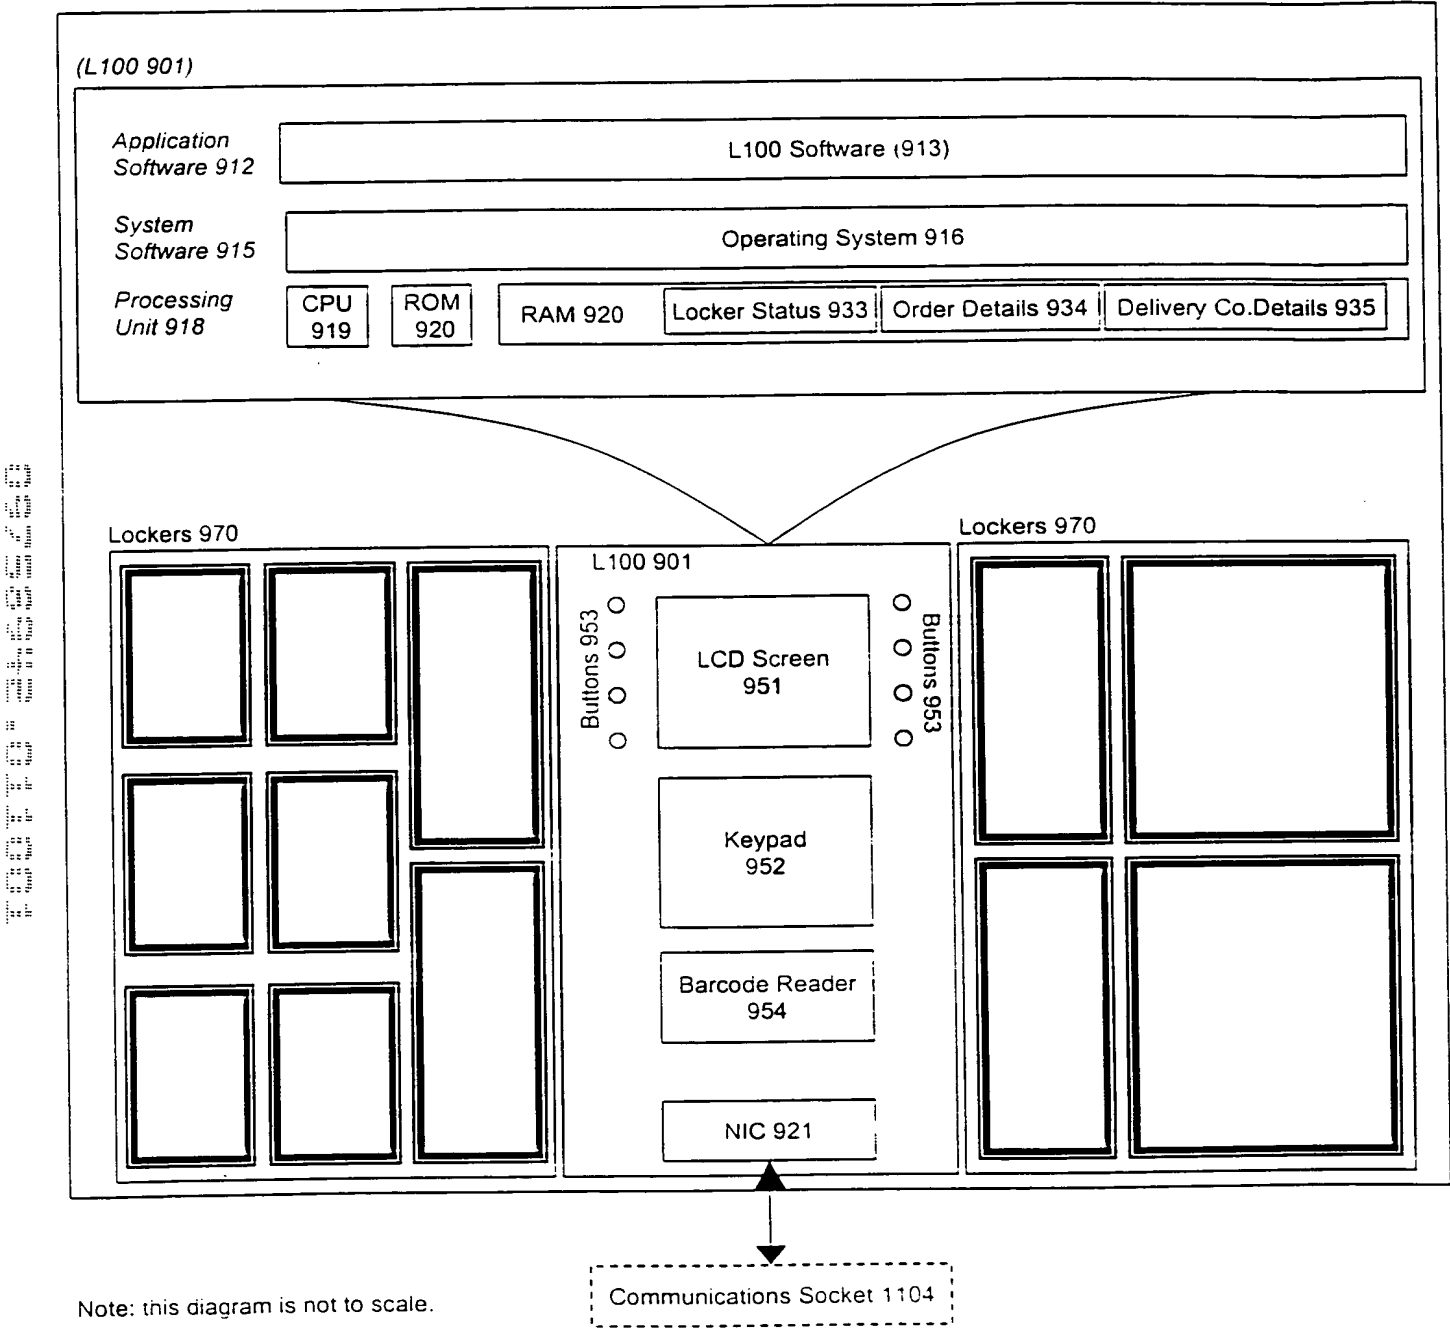 (L100 901)
Application
Software 912
L100 Software (913)
System
Software 915
Operating System 916
Processing
Unit 918
CPU
919
ROM
920
RAM 920
Locker Status 933
Order Details 934
Delivery Co.Details 935
Lockers 970
L100 901
Lockers 970
Buttons 953
LCD Screen
951
Buttons 953
Keypad
952
Barcode Reader
954
NIC 921
Communications Socket 1104
Note: this diagram is not to scale.